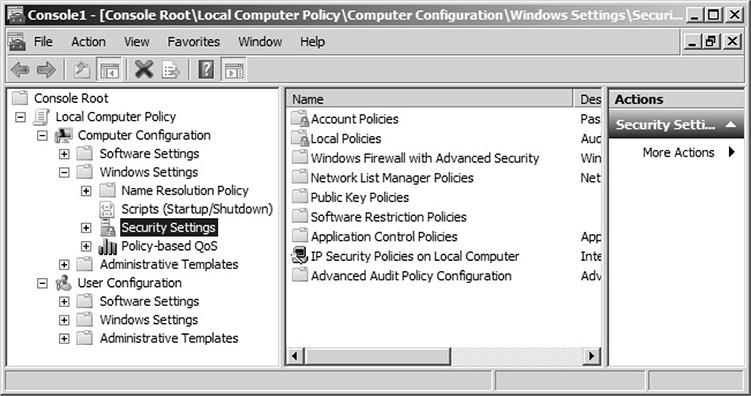 Console1 - [Console Root\Local Computer Policy\Computer Configuration\Windows Settings\Securi...
File Action View Favorites Window Help
Console Root
Local Computer Policy
Computer Configuration
Software Settings
Windows Settings
Name Resolution Policy
Scripts (Startup/Shutdown)
Security Settings
Policy-based QoS
Administrative Templates
User Configuration
Software Settings
Windows Settings
Administrative Templates
Name Des
Account Policies Pas
Local Policies Aud
Windows Firewall with Advanced Security Win
Network List Manager Policies Net
Public Key Policies
Software Restriction Policies
Application Control Policies App
IP Security Policies on Local Computer Inte
Advanced Audit Policy Configuration Adv
Actions
Security Setti...
More Actions